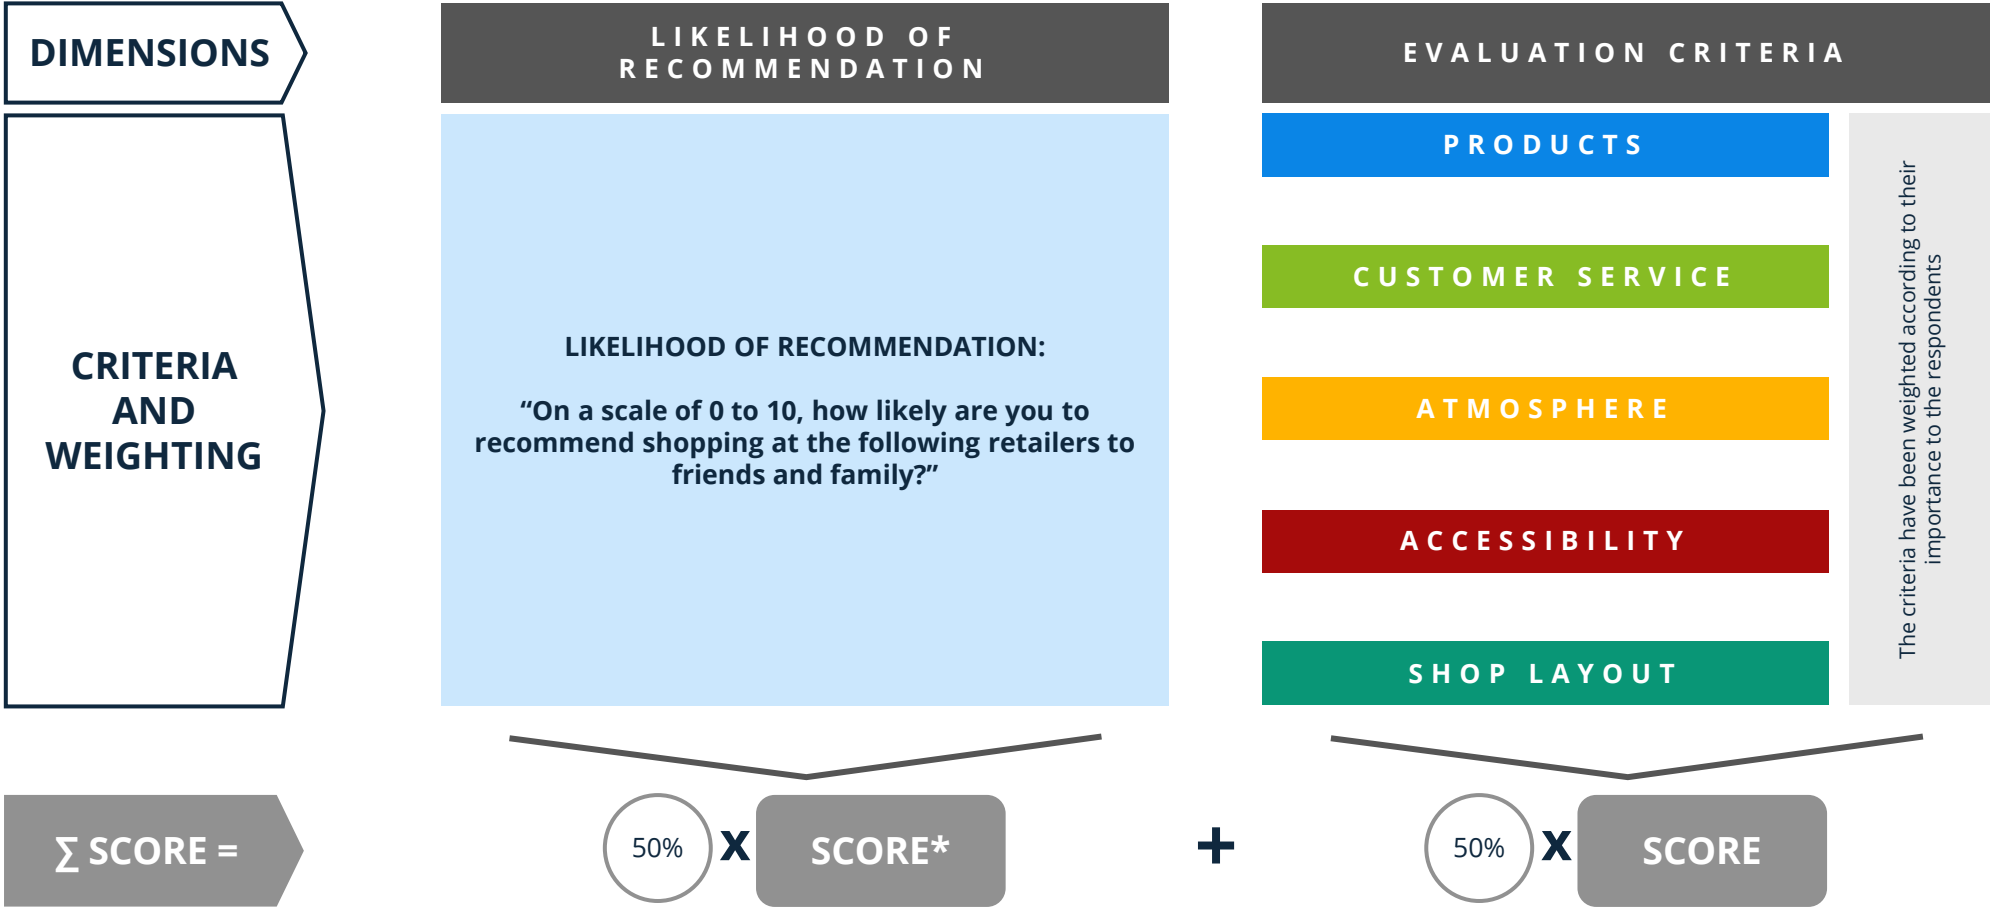 DIMENSIONS
LIKELIHOOD OF
RECOMMENDATION
EVALUATION CRITERIA
CRITERIA
AND
WEIGHTING
LIKELIHOOD OF RECOMMENDATION:
“On a scale of 0 to 10, how likely are you to
recommend shopping at the following retailers to
friends and family?”
PRODUCTS
CUSTOMER SERVICE
ATMOSPHERE
ACCESSIBILITY
SHOP LAYOUT
The criteria have been weighted according to their
importance to the respondents
∑ SCORE =
50% x SCORE*
+
50% x SCORE